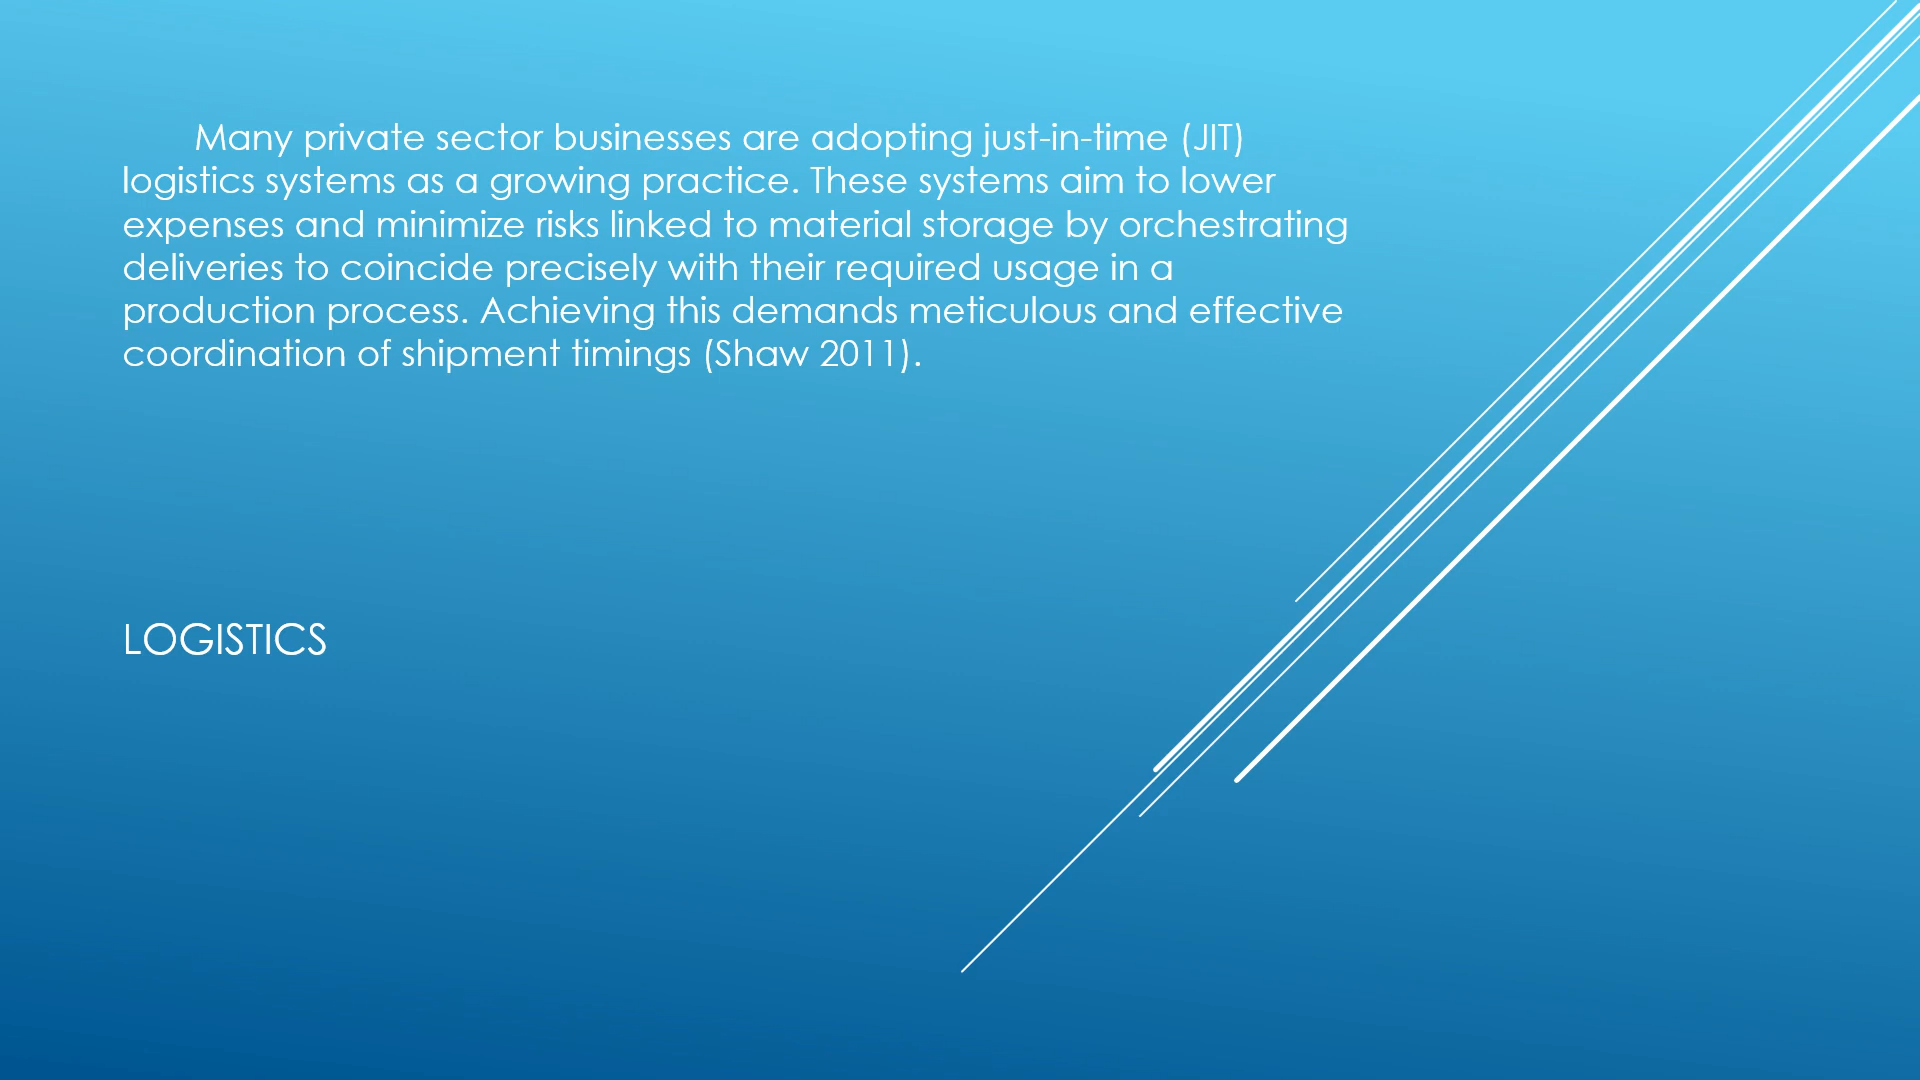 Many private sector businesses are adopting just-in-time (JIT)
logistics systems as a growing practice. These systems aim to lower
expenses and minimize risks linked to material storage by orchestrating
deliveries to coincide precisely with their required usage in a
production process. Achieving this demands meticulous and effective
coordination of shipment timings (Shaw 2011).
LOGISTICS